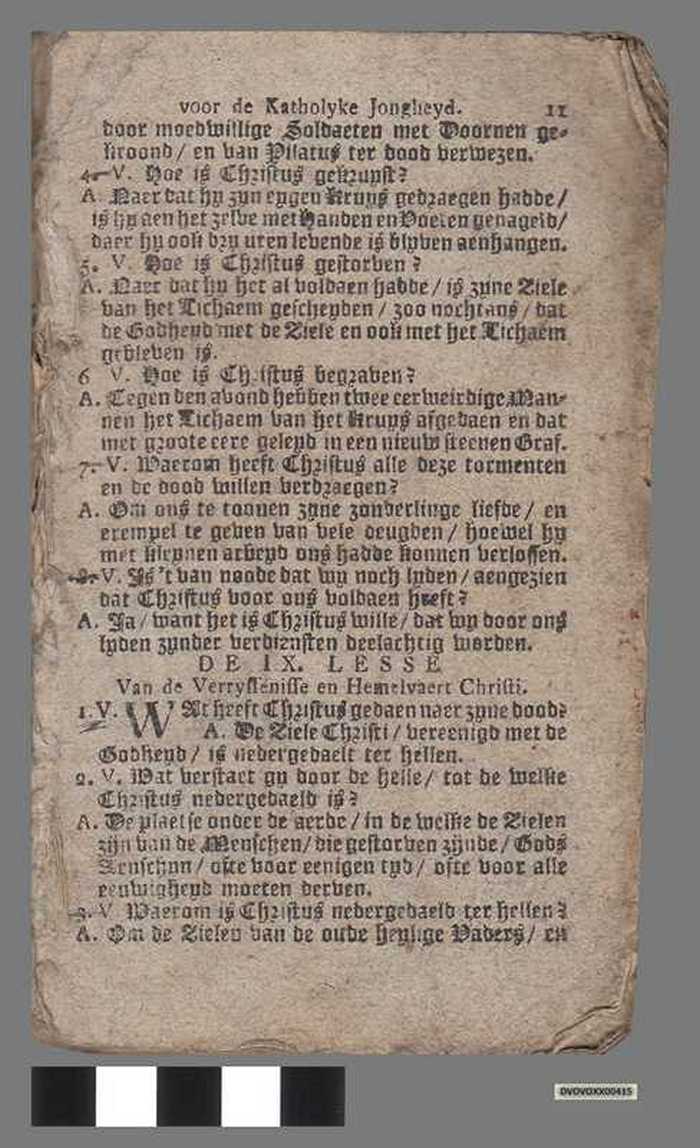 voor de Katholyke Jongheyd. 11
door moedwillige Soldaeten met Doornen ge-
kroond / en van Pilatus ter dood verwezen.
4. V. Hoe is Christus gekruyst?
A. Naer dat hy zyn eygen Kruys gedraegen hadde /
is hy aen het zelve met Handen en Voeten genageld /
daer hy ook dry uren levende is blyven aenhangen.
5. V. Hoe is Christus gestorven?
A. Naer dat hy het al voldaen hadde / is zyne Ziele
van het Lichaem gescheyden / zoo nochtans / dat
de Godheyd met de Ziele en ook met het Lichaem
gebleven is.
6 V. Hoe is Christus begraven?
A. Tegen den avond hebben twee eerweirdige Man-
nen het Lichaem van het Kruys afgedaen en dat
met groote eere geleyd in een nieuw steenen Graf.
7. V. Waerom heeft Christus alle deze tormenten
en de dood willen verdraegen?
A. Om ons te toonen zyne zonderlinge liefde / en
exempel te geven van vele deugden / hoewel hy
met kleynen arbeyd ons hadde konnen verlossen.
8. V. Is 't van noode dat wy noch lyden / aengezien
dat Christus voor ons voldaen heeft?
A. Ja / want het is Christus wille / dat wy door ons
lyden zynder verdiensten deelachtig worden.
DE IX. LESSE
Van de Verryssenisse en Hemelvaert Christi.
1. V. WAt heeft Christus gedaen naer zyne dood?
A. De Ziele Christi / vereenigd met de
Godheyd / is nedergedaelt ter hellen.
2. V. Wat verstaet gy door de helle / tot de welke
Christus nedergedaeld is?
A. De plaetse onder de aerde / in de welke de Zielen
zijn van de Menschen / die gestorven zijnde / Gods
Aenschyn / ofte voor eenigen tyd / ofte voor alle
eeuwigheyd moeten derven.
3. V. Waerom is Christus nedergedaeld ter hellen?
A. Om de Zielen van de oude heylige Vaders / en
DVOVOXX00415